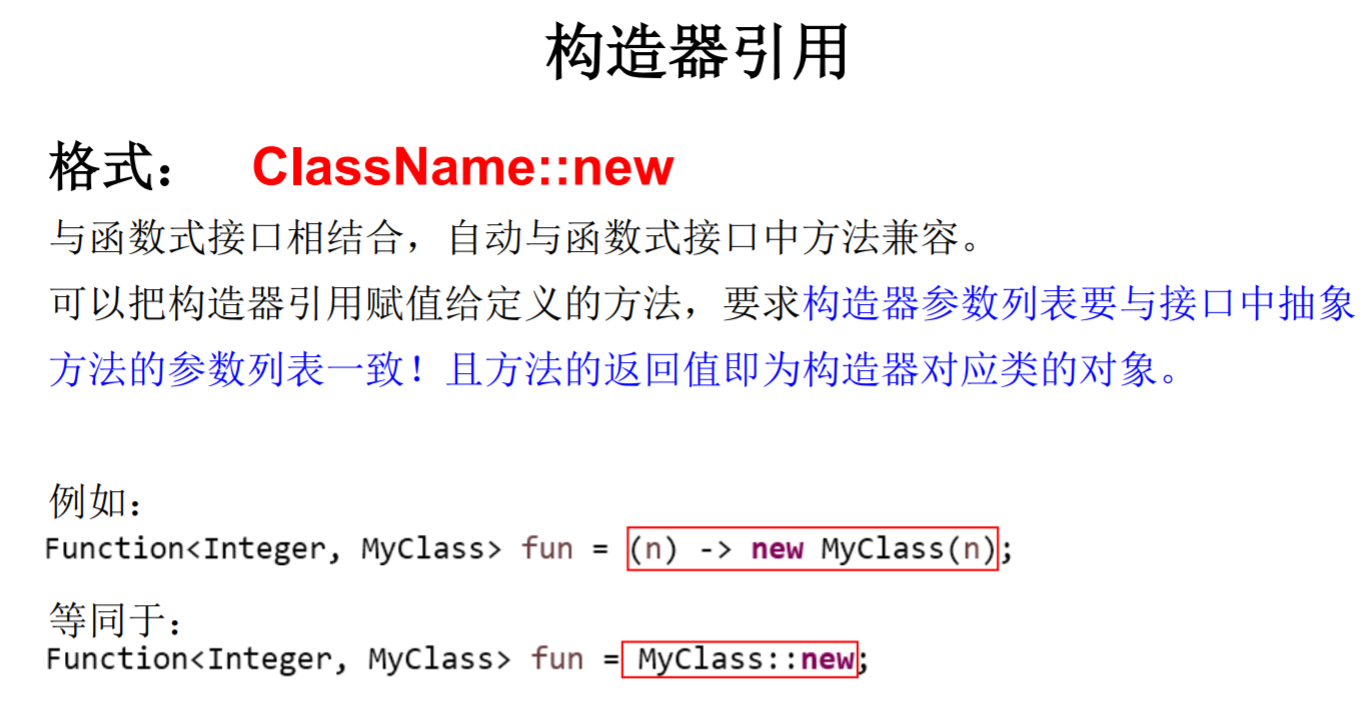 构造器引用
格式： ClassName::new
与函数式接口相结合，自动与函数式接口中方法兼容。
可以把构造器引用赋值给定义的方法，要求构造器参数列表要与接口中抽象
方法的参数列表一致！且方法的返回值即为构造器对应类的对象。
例如：
Function<Integer, MyClass> fun = (n) -> new MyClass(n);
等同于：
Function<Integer, MyClass> fun = MyClass::new;